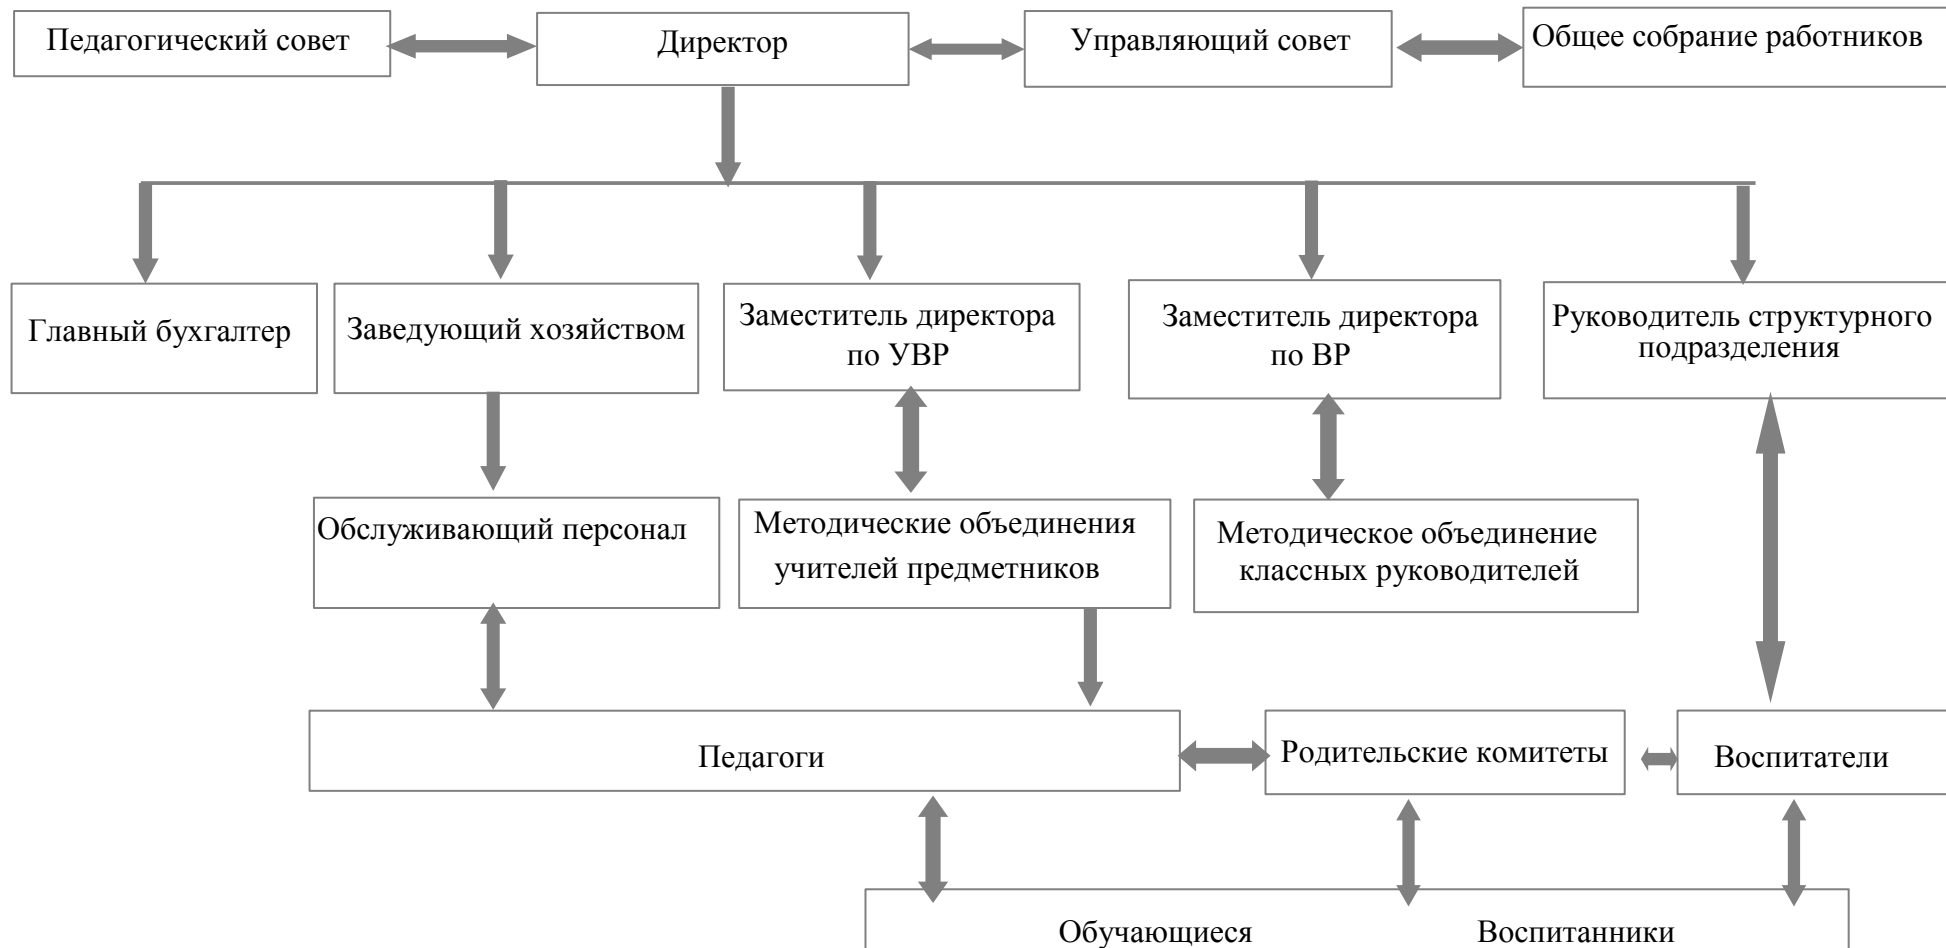 Педагогический совет
Директор
Управляющий совет
Общее собрание работников
Главный бухгалтер
Заведующий хозяйством
Заместитель директора
по УВР
Заместитель директора
по ВР
Руководитель структурного
подразделения
Обслуживающий персонал
Методические объединения
учителей предметников
Методическое объединение
классных руководителей
Педагоги
Родительские комитеты
Воспитатели
Обучающиеся
Воспитанники